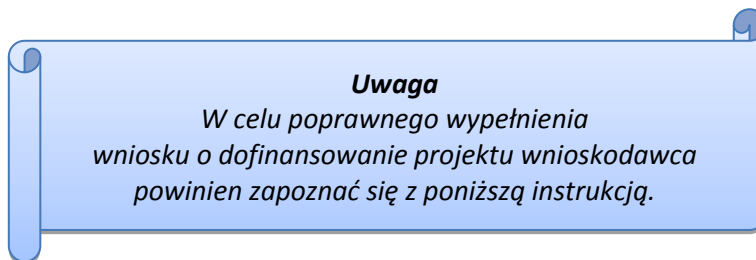 Uwaga
W celu poprawnego wypełnienia
wniosku o dofinansowanie projektu wnioskodawca
powinien zapoznać się z poniższą instrukcją.